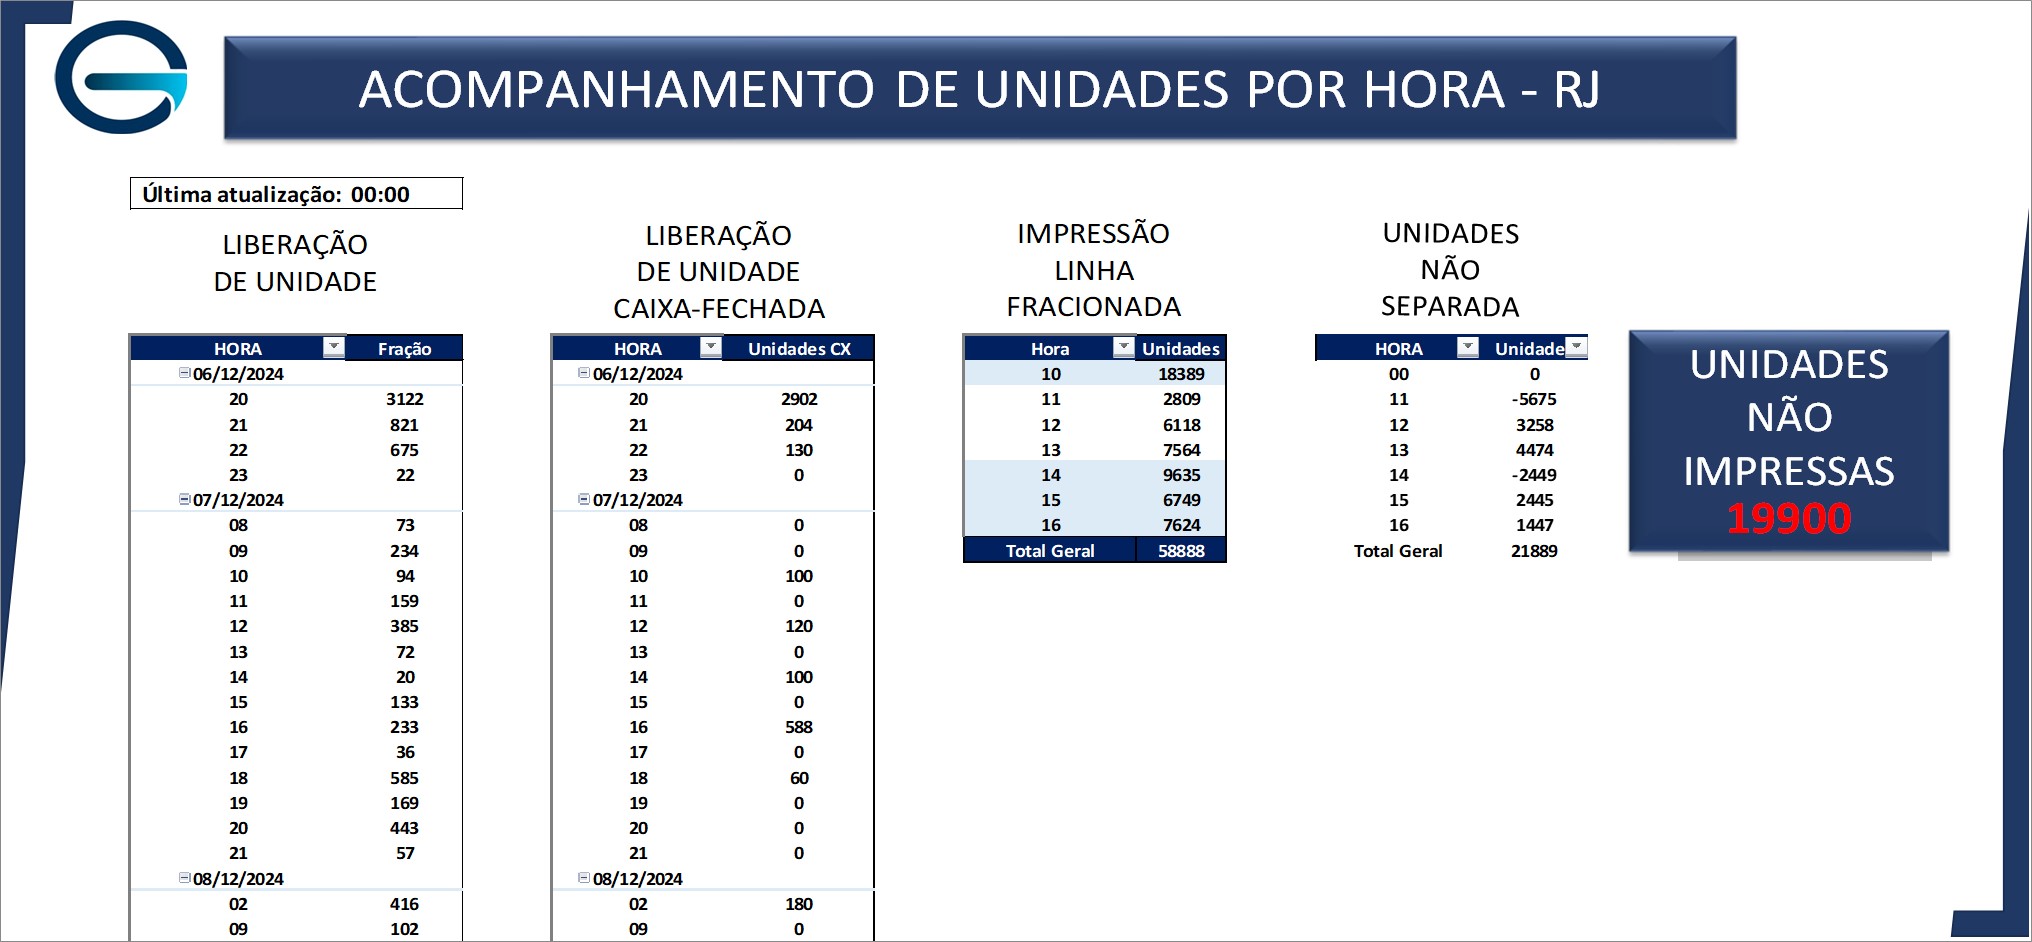 ACOMPANHAMENTO DE UNIDADES POR HORA - RJ
Última atualização: 00:00
LIBERAÇÃO
DE UNIDADE
HORA Fração
06/12/2024
20 3122
21 821
22 675
23 22
07/12/2024
08 73
09 234
10 94
11 159
12 385
13 72
14 20
15 133
16 233
17 36
18 585
19 169
20 443
21 57
08/12/2024
02 416
09 102
LIBERAÇÃO
DE UNIDADE
CAIXA-FECHADA
HORA Unidades CX
06/12/2024
20 2902
21 204
22 130
23 0
07/12/2024
08 0
09 0
10 100
11 0
12 120
13 0
14 100
15 0
16 588
17 0
18 60
19 0
20 0
21 0
08/12/2024
02 180
09 0
IMPRESSÃO
LINHA
FRACIONADA
Hora Unidades
10 18389
11 2809
12 6118
13 7564
14 9635
15 6749
16 7624
Total Geral 58888
UNIDADES
NÃO
SEPARADA
HORA Unidade
00 0
11 -5675
12 3258
13 4474
14 -2449
15 2445
16 1447
Total Geral 21889
UNIDADES
NÃO
IMPRESSAS
19900